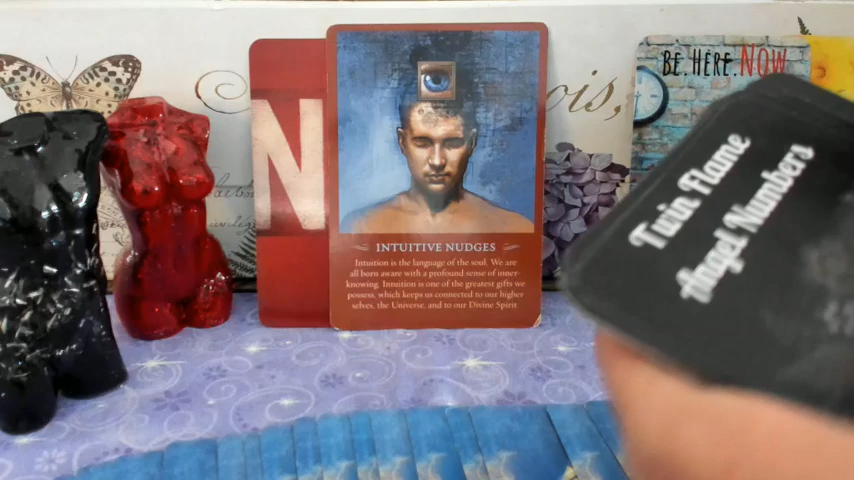 BE.HERE.NOW
N
INTUITIVE NUDGES
Intuition is the language of the soul. We are
all born aware with a profound sense of inner-
knowing. Intuition is one of the greatest gifts we
possess, which keeps us connected to our higher
selves, the Universe, and to our Divine Spirit
Twin Flame
Angel Numbers
ois,